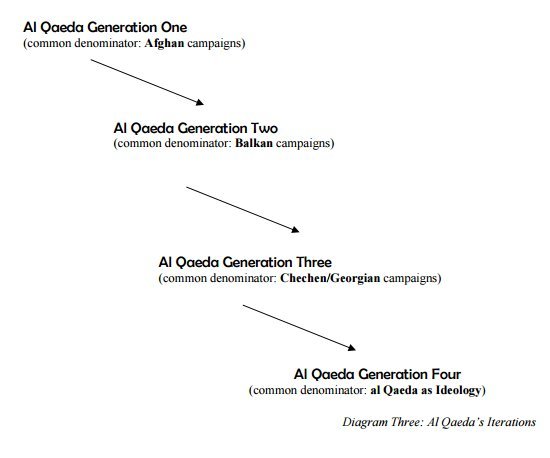 Al Qaeda Generation One
(common denominator: Afghan campaigns)
Al Qaeda Generation Two
(common denominator: Balkan campaigns)
Al Qaeda Generation Three
(common denominator: Chechen/Georgian campaigns)
Al Qaeda Generation Four
(common denominator: al Qaeda as Ideology)
Diagram Three: Al Qaeda's Iterations